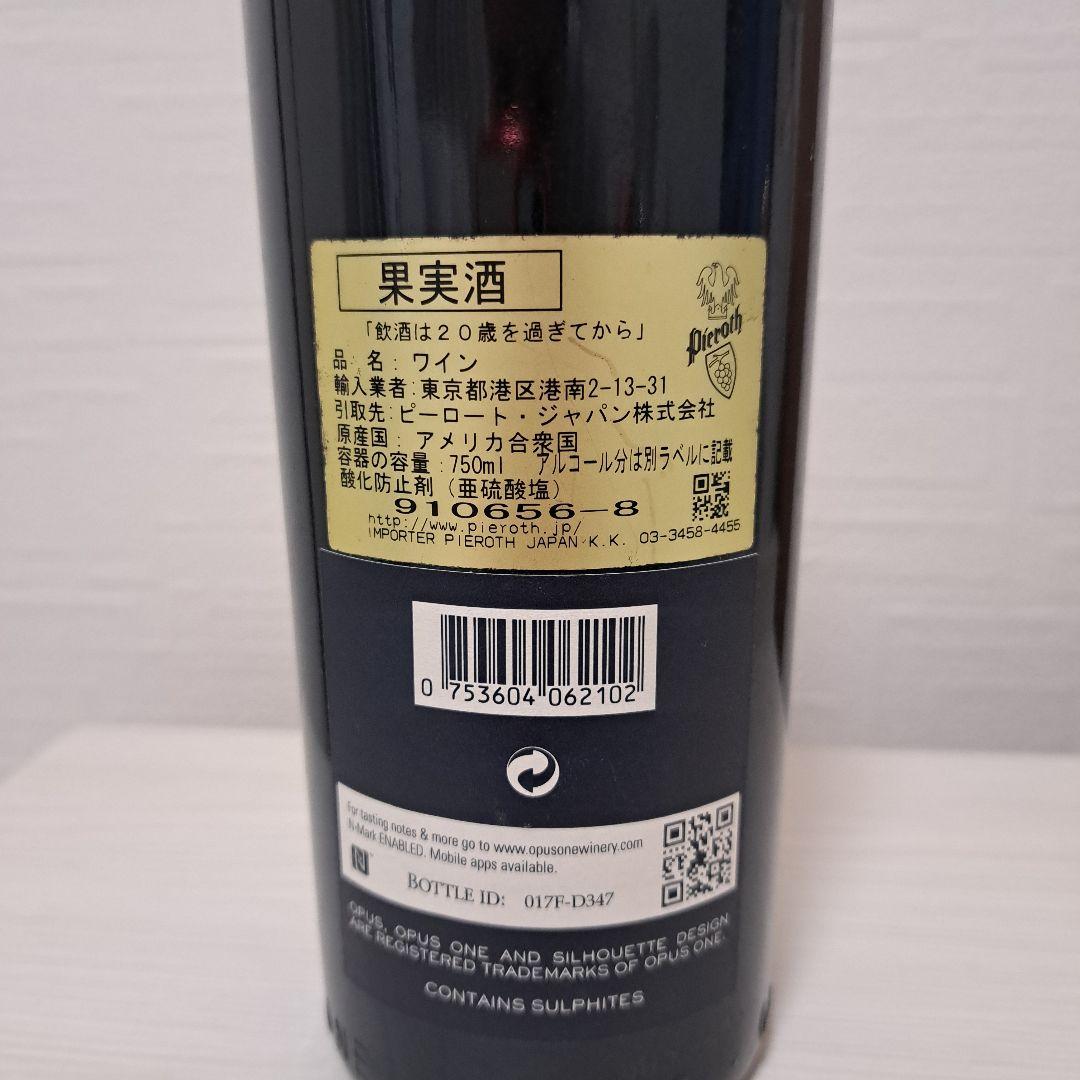 果実酒
「飲酒は20歳を過ぎてから」
Pieroth
品 名: ワイン
輸入業者:東京都港区港南2-13-31
引取先:ピーロート・ジャパン株式会社
原産国: アメリカ合衆国
容器の容量:750ml アルコール分は別ラベルに記載
酸化防止剤(亜硫酸塩)
910656-8
http://www.pieroth.jp/
IMPORTER PIEROTH JAPAN K.K. 03-3458-4455
0 753604 062102
For tasting notes & more go to www.opusonewinery.com
N-Mark ENABLED. Mobile apps available.
BOTTLE ID: 017F-D347
OPUS, OPUS ONE AND SILHOUETTE DESIGN
ARE REGISTERED TRADEMARKS OF OPUS ONE.
CONTAINS SULPHITES